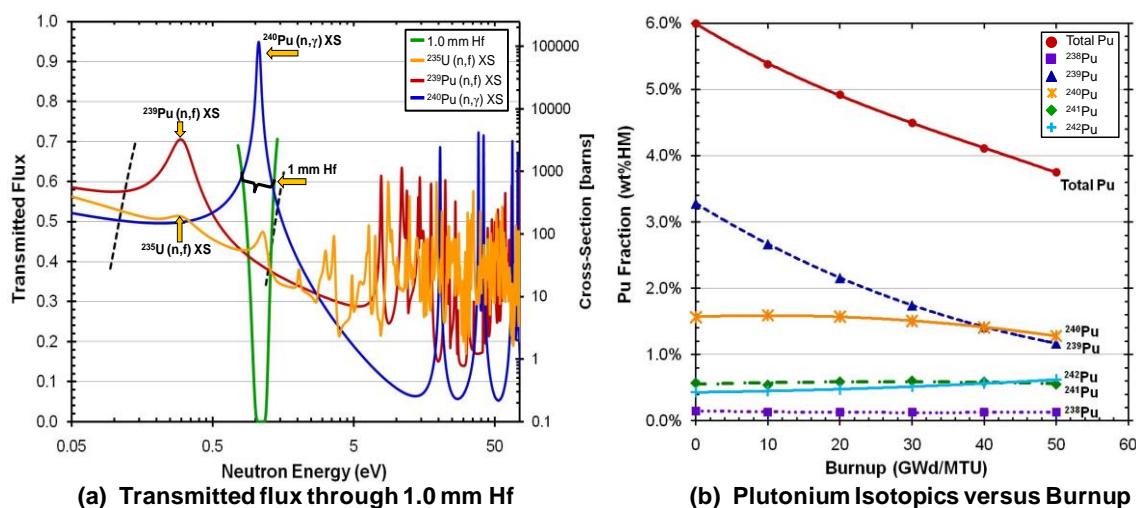 1.0
0.9
0.8
0.7
0.6
0.5
0.4
0.3
0.2
0.1
0.0
Transmitted Flux
0.05
0.5
5
50
Neutron Energy (eV)
100000
10000
1000
100
10
1
0.1
Cross-Section [barns]
²⁴⁰Pu (n,γ) XS
1.0 mm Hf
²³⁵U (n,f) XS
²³⁹Pu (n,f) XS
²⁴⁰Pu (n,γ) XS
²³⁹Pu (n,f) XS
1 mm Hf
²³⁵U (n,f) XS
(a) Transmitted flux through 1.0 mm Hf
6.0%
5.0%
4.0%
3.0%
2.0%
1.0%
0.0%
Pu Fraction (wt%HM)
0
10
20
30
40
50
60
Burnup (GWd/MTU)
Total Pu
²³⁸Pu
²³⁹Pu
²⁴⁰Pu
²⁴¹Pu
²⁴²Pu
Total Pu
²⁴⁰Pu
²³⁹Pu
²⁴²Pu
²⁴¹Pu
²³⁸Pu
(b) Plutonium Isotopics versus Burnup